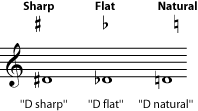 Sharp Flat Natural
♯ ♭ ♮
"D sharp" "D flat" "D natural"